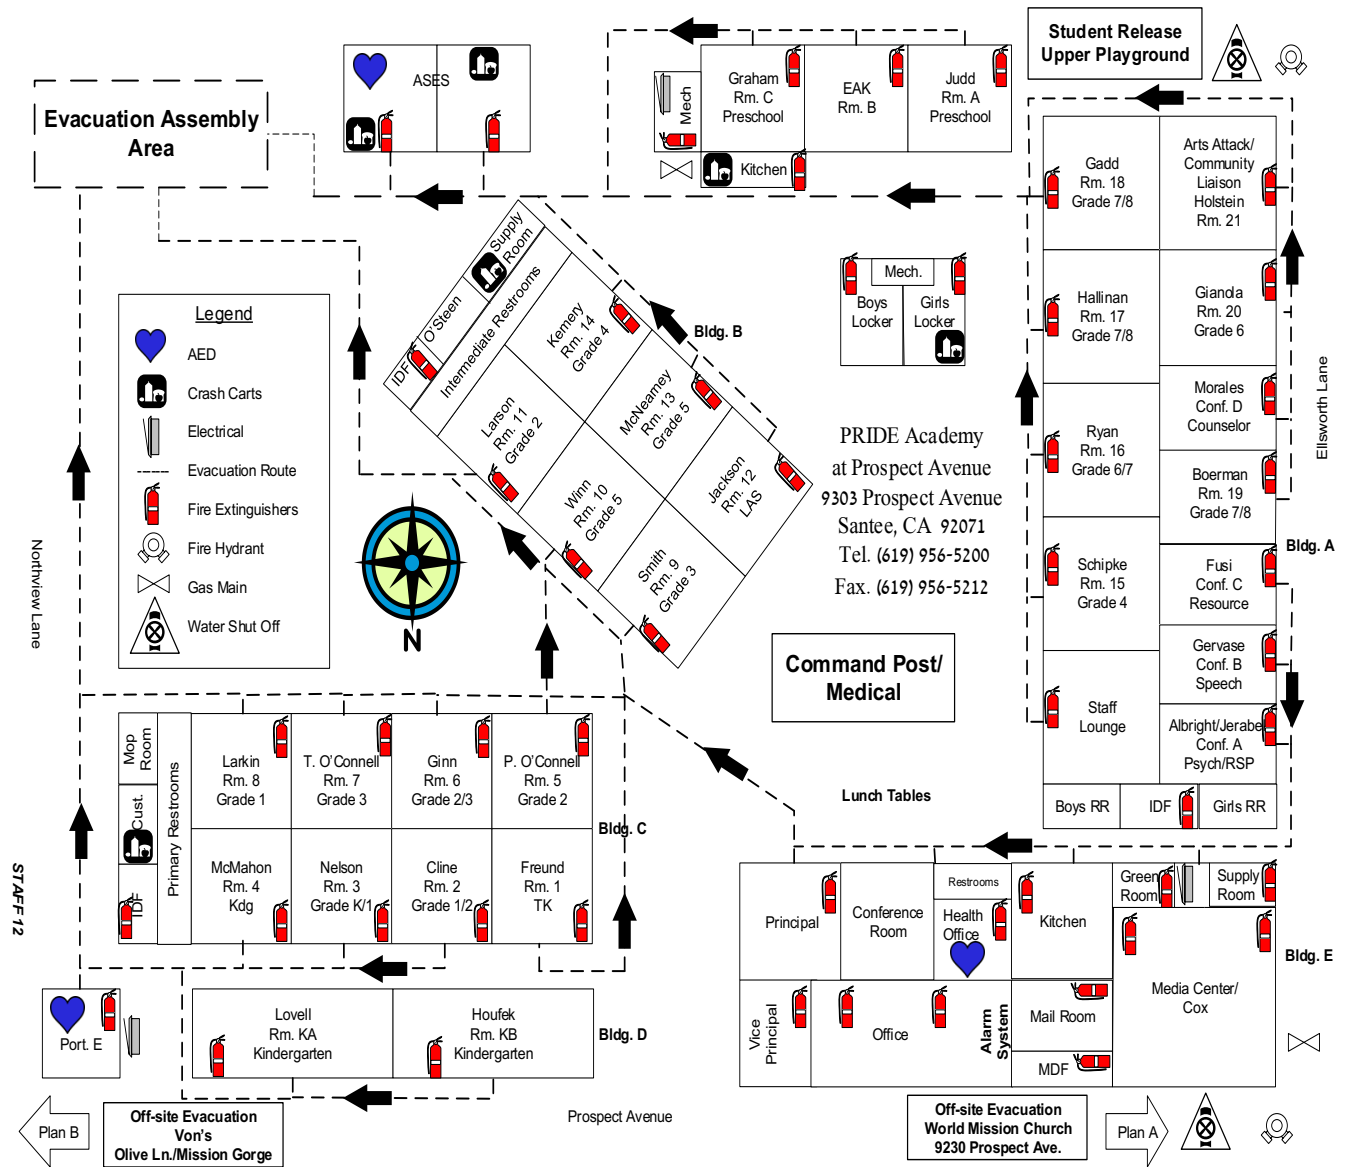 Student Release
Upper Playground
Evacuation Assembly
Area
ASES
Mech
Graham
Rm. C
Preschool
EAK
Rm. B
Judd
Rm. A
Preschool
Kitchen
Gadd
Rm. 18
Grade 7/8
Arts Attack/
Community
Liaison
Holstein
Rm. 21
Hallinan
Rm. 17
Grade 7/8
Gianola
Rm. 20
Grade 6
Ryan
Rm. 16
Grade 6/7
Morales
Conf. D
Counselor
Boerman
Rm. 19
Grade 7/8
Schipke
Rm. 15
Grade 4
Fusi
Conf. C
Resource
Gervase
Conf. B
Speech
Staff
Lounge
Albright/Jerabe
Conf. A
Psych/RSP
Boys RR
IDF
Girls RR
Bldg. A
Ellsworth Lane
Mech.
Boys
Locker
Girls
Locker
Supply
Room
O'Steen
IDF
Intermediate Restrooms
Kemery
Rm. 14
Grade 4
Larson
Rm. 11
Grade 2
McNearney
Rm. 13
Grade 5
Winn
Rm. 10
Grade 5
Jackson
Rm. 12
LAS
Smith
Rm. 9
Grade 3
Bldg. B
Legend
AED
Crash Carts
Electrical
Evacuation Route
Fire Extinguishers
Fire Hydrant
Gas Main
Water Shut Off
N
PRIDE Academy
at Prospect Avenue
9303 Prospect Avenue
Santee, CA 92071
Tel. (619) 956-5200
Fax. (619) 956-5212
Command Post/
Medical
Lunch Tables
Northview Lane
STAFF 12
Mop
Room
Cust.
IDF
Primary Restrooms
Larkin
Rm. 8
Grade 1
T. O'Connell
Rm. 7
Grade 3
Ginn
Rm. 6
Grade 2/3
P. O'Connell
Rm. 5
Grade 2
McMahon
Rm. 4
Kdg
Nelson
Rm. 3
Grade K/1
Cline
Rm. 2
Grade 1/2
Freund
Rm. 1
TK
Bldg. C
Port. E
Lovell
Rm. KA
Kindergarten
Houfek
Rm. KB
Kindergarten
Bldg. D
Principal
Conference
Room
Restrooms
Health
Office
Kitchen
Green
Room
Supply
Room
Vice
Principal
Office
Alarm
System
Mail Room
MDF
Media Center/
Cox
Bldg. E
Plan B
Off-site Evacuation
Von's
Olive Ln./Mission Gorge
Prospect Avenue
Off-site Evacuation
World Mission Church
9230 Prospect Ave.
Plan A